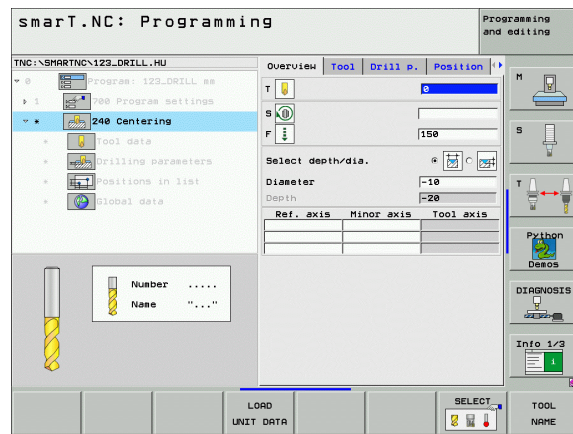 smarT.NC: Programming
Programming and editing
TNC:\SMARTNC\123_DRILL.HU
0 Program: 123_DRILL mm
1 700 Program settings
* 240 Centering
* Tool data
* Drilling parameters
* Positions in list
* Global data
Overview Tool Drill p. Position
T 0
S
F 150
Select depth/dia.
Diameter -10
Depth -20
Ref. axis Minor axis Tool axis
Number .....
Name "..."
M
S
T
Python
Demos
DIAGNOSIS
Info 1/3
i
LOAD
UNIT DATA
SELECT
TOOL
NAME